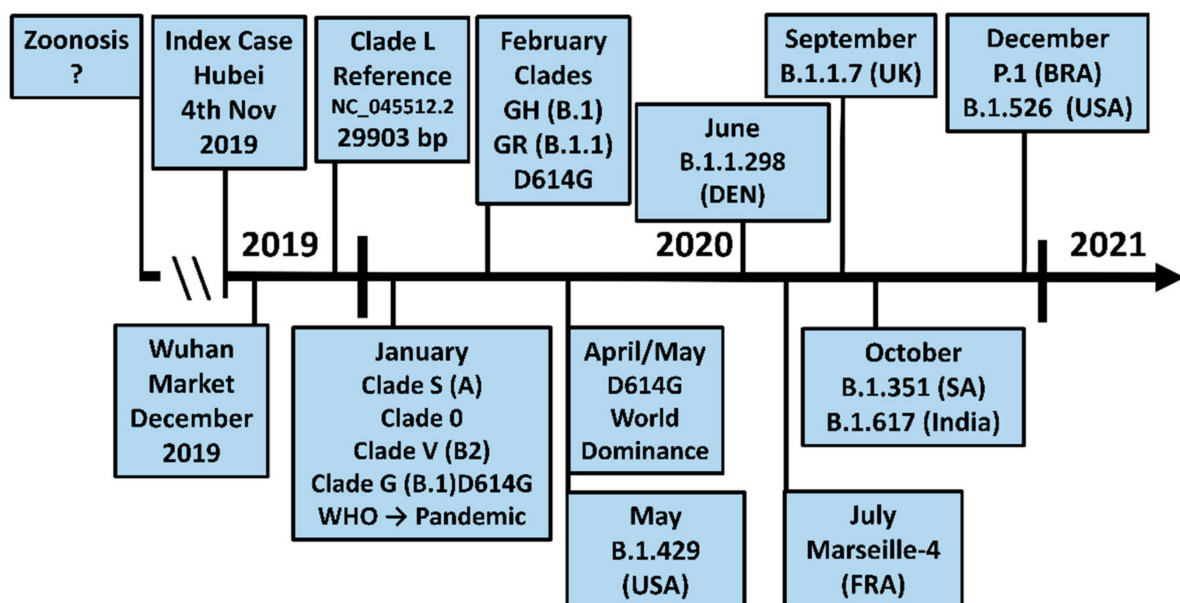 Zoonosis
?
Index Case
Hubei
4th Nov
2019
Clade L
Reference
NC_045512.2
29903 bp
February
Clades
GH (B.1)
GR (B.1.1)
D614G
June
B.1.1.298
(DEN)
September
B.1.1.7 (UK)
December
P.1 (BRA)
B.1.526 (USA)
2019
2020
2021
Wuhan
Market
December
2019
January
Clade S (A)
Clade 0
Clade V (B2)
Clade G (B.1)D614G
WHO → Pandemic
April/May
D614G
World
Dominance
May
B.1.429
(USA)
July
Marseille-4
(FRA)
October
B.1.351 (SA)
B.1.617 (India)